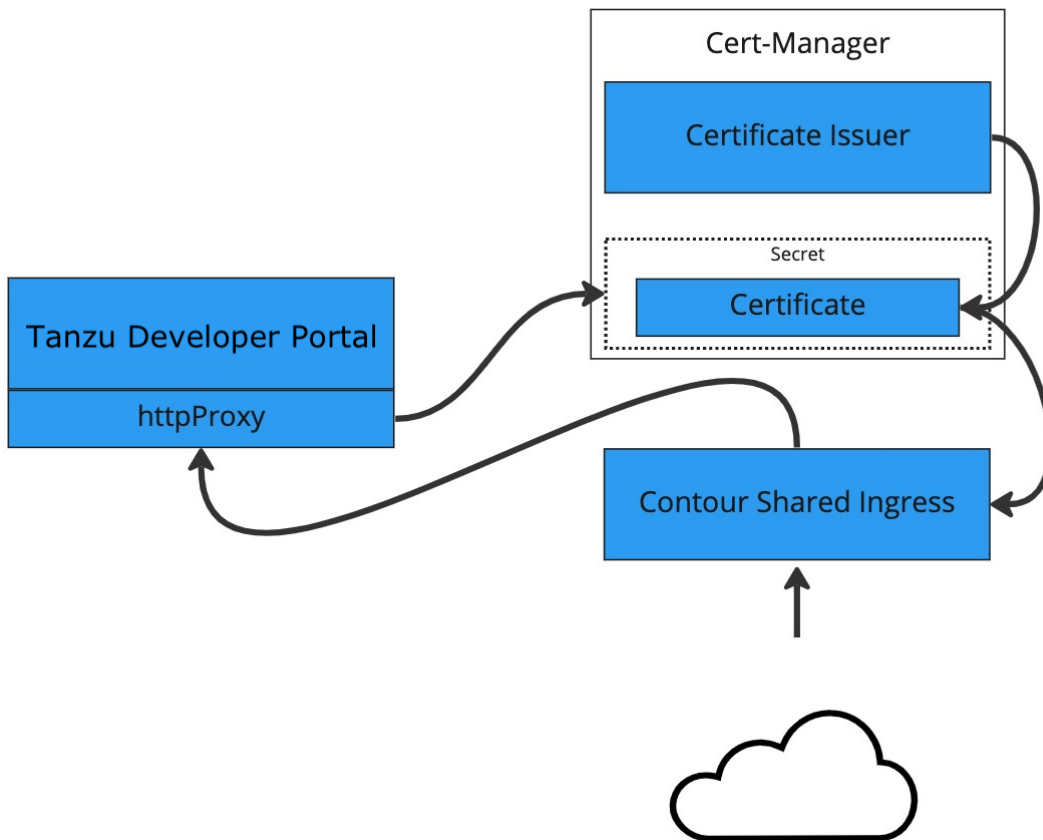 Cert-Manager
Certificate Issuer
Secret
Certificate
Tanzu Developer Portal
httpProxy
Contour Shared Ingress